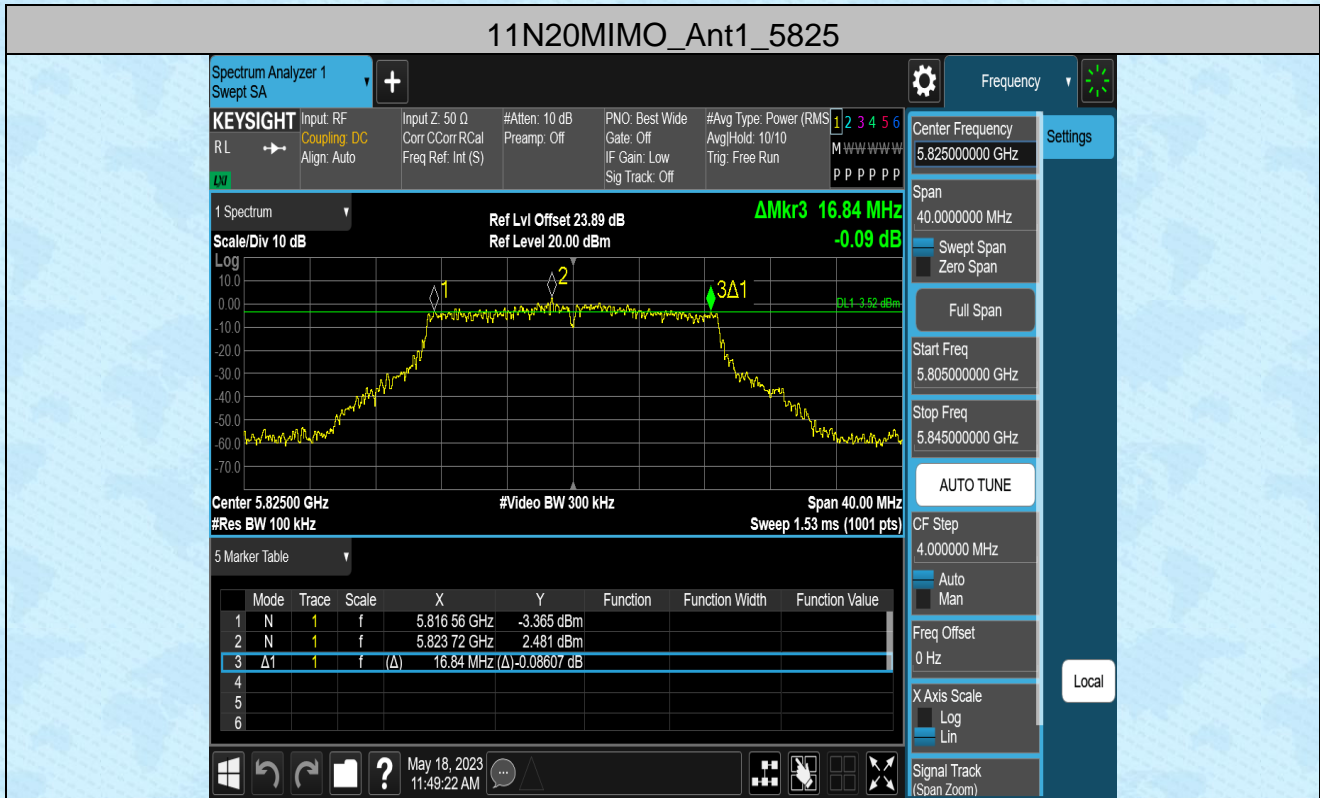 11N20MIMO_Ant1_5825
Spectrum Analyzer 1
Swept SA
Frequency
KEYSIGHT
RL
LXI
Input: RF
Coupling: DC
Align: Auto
Input Z: 50 Ω
Corr CCorr RCal
Freq Ref: Int (S)
#Atten: 10 dB
Preamp: Off
PNO: Best Wide
Gate: Off
IF Gain: Low
Sig Track: Off
#Avg Type: Power (RMS
Avg|Hold: 10/10
Trig: Free Run
1 2 3 4 5 6
M W W W W W
P P P P P P
1 Spectrum
Scale/Div 10 dB
Ref Lvl Offset 23.89 dB
Ref Level 20.00 dBm
ΔMkr3 16.84 MHz
-0.09 dB
Log
10.0
0.00
-10.0
-20.0
-30.0
-40.0
-50.0
-60.0
-70.0
1
2
3Δ1
DL1 -3.52 dBm
Center 5.82500 GHz
#Res BW 100 kHz
#Video BW 300 kHz
Span 40.00 MHz
Sweep 1.53 ms (1001 pts)
5 Marker Table
Mode Trace Scale X Y Function Function Width Function Value
1 N 1 f 5.816 56 GHz -3.365 dBm
2 N 1 f 5.823 72 GHz 2.481 dBm
3 Δ1 1 f (Δ) 16.84 MHz (Δ) -0.08607 dB
4
5
6
May 18, 2023
11:49:22 AM
Center Frequency
5.825000000 GHz
Span
40.0000000 MHz
Swept Span
Zero Span
Full Span
Start Freq
5.805000000 GHz
Stop Freq
5.845000000 GHz
AUTO TUNE
CF Step
4.000000 MHz
Auto
Man
Freq Offset
0 Hz
X Axis Scale
Log
Lin
Signal Track
(Span Zoom)
Settings
Local